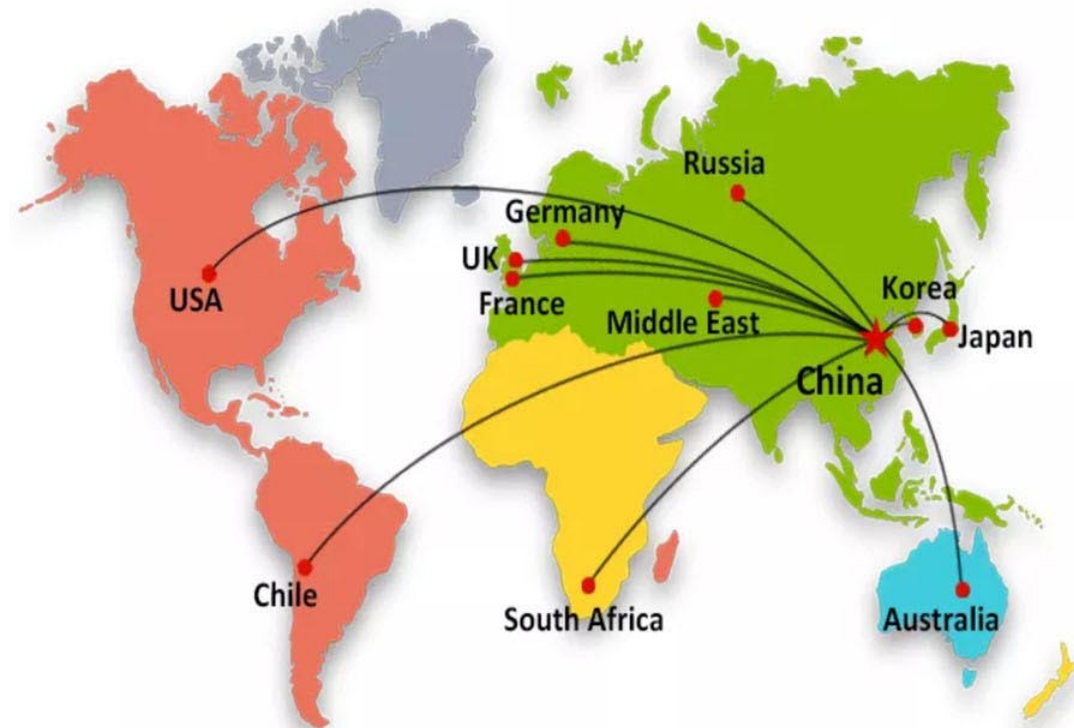 Russia
Germany
UK
USA
France
Korea
Middle East
Japan
China
Chile
South Africa
Australia